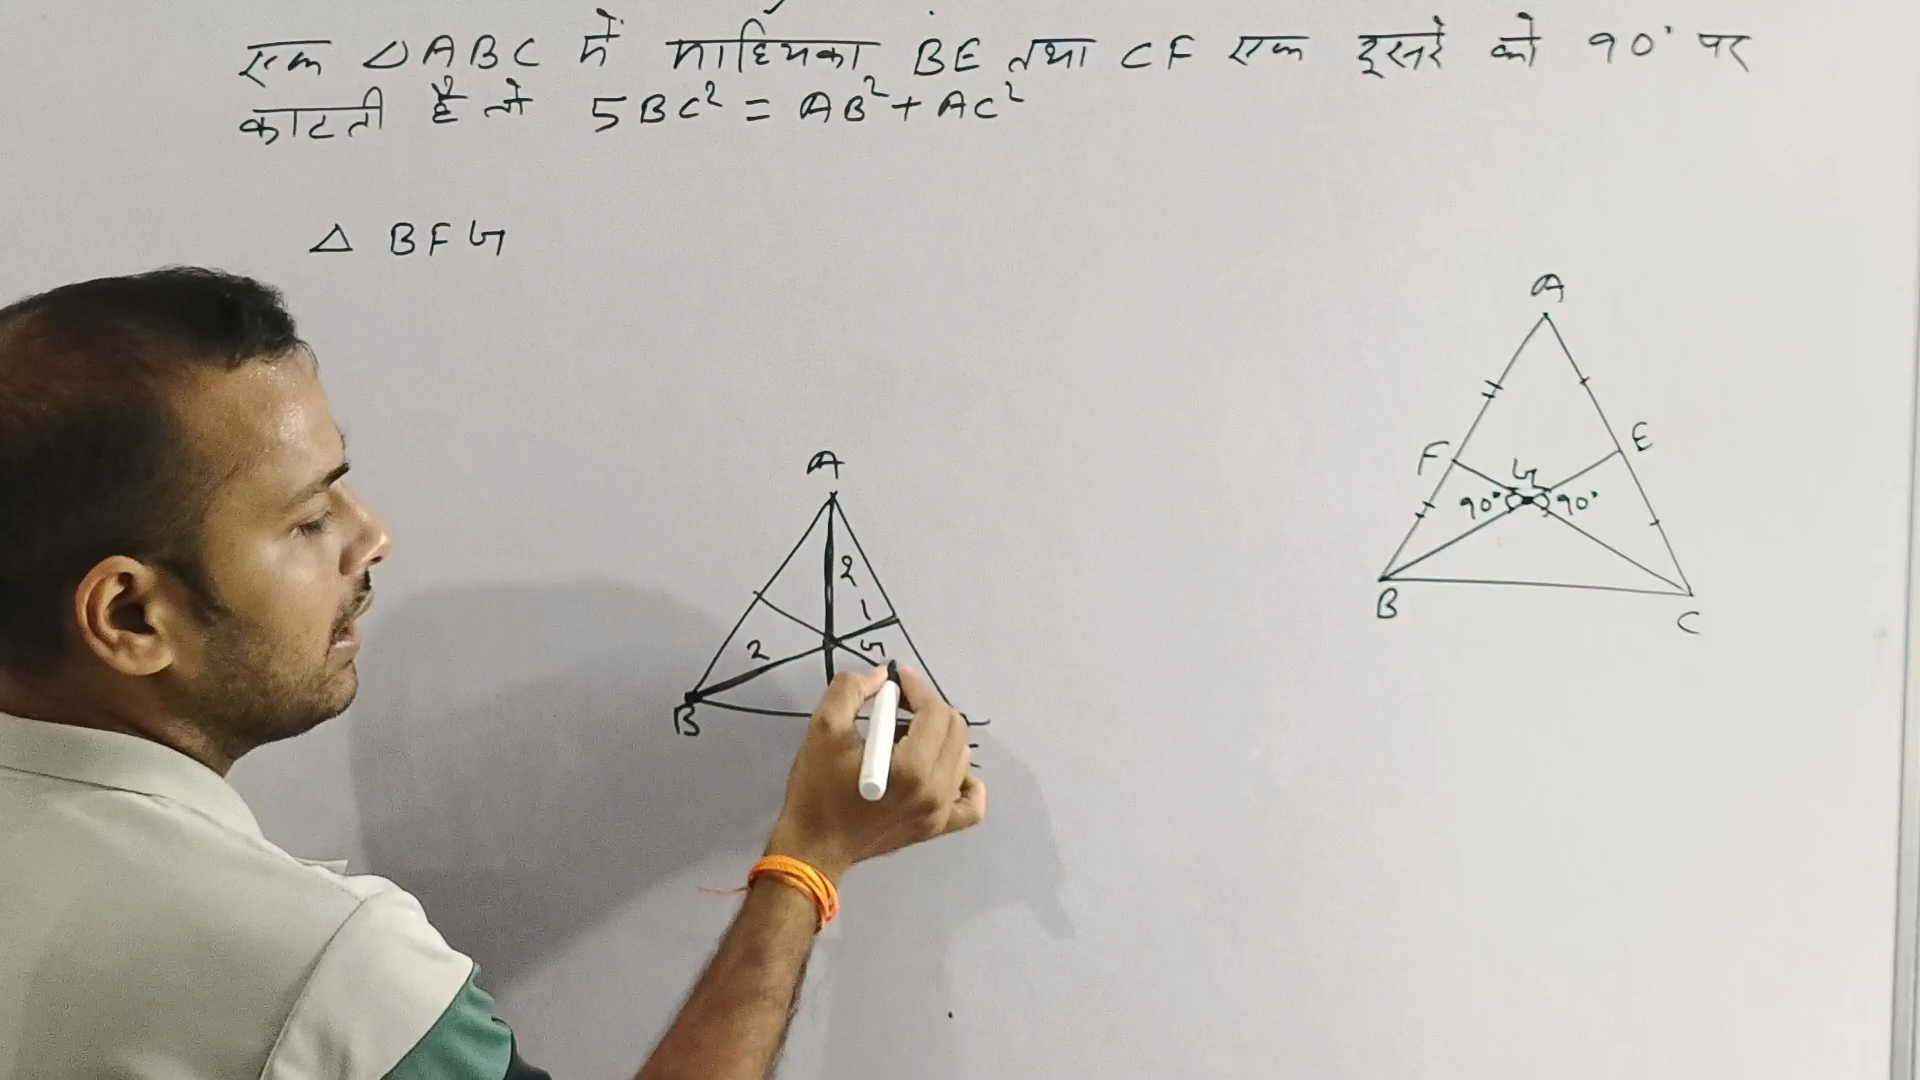 एक △ABC में माध्यिका BE तथा CF एक दूसरे को 90° पर
काटती है तो 5BC² = AB² + AC²
△ BFG
A
2
1
2
G
B
A
F
E
G
90°
90°
B
C